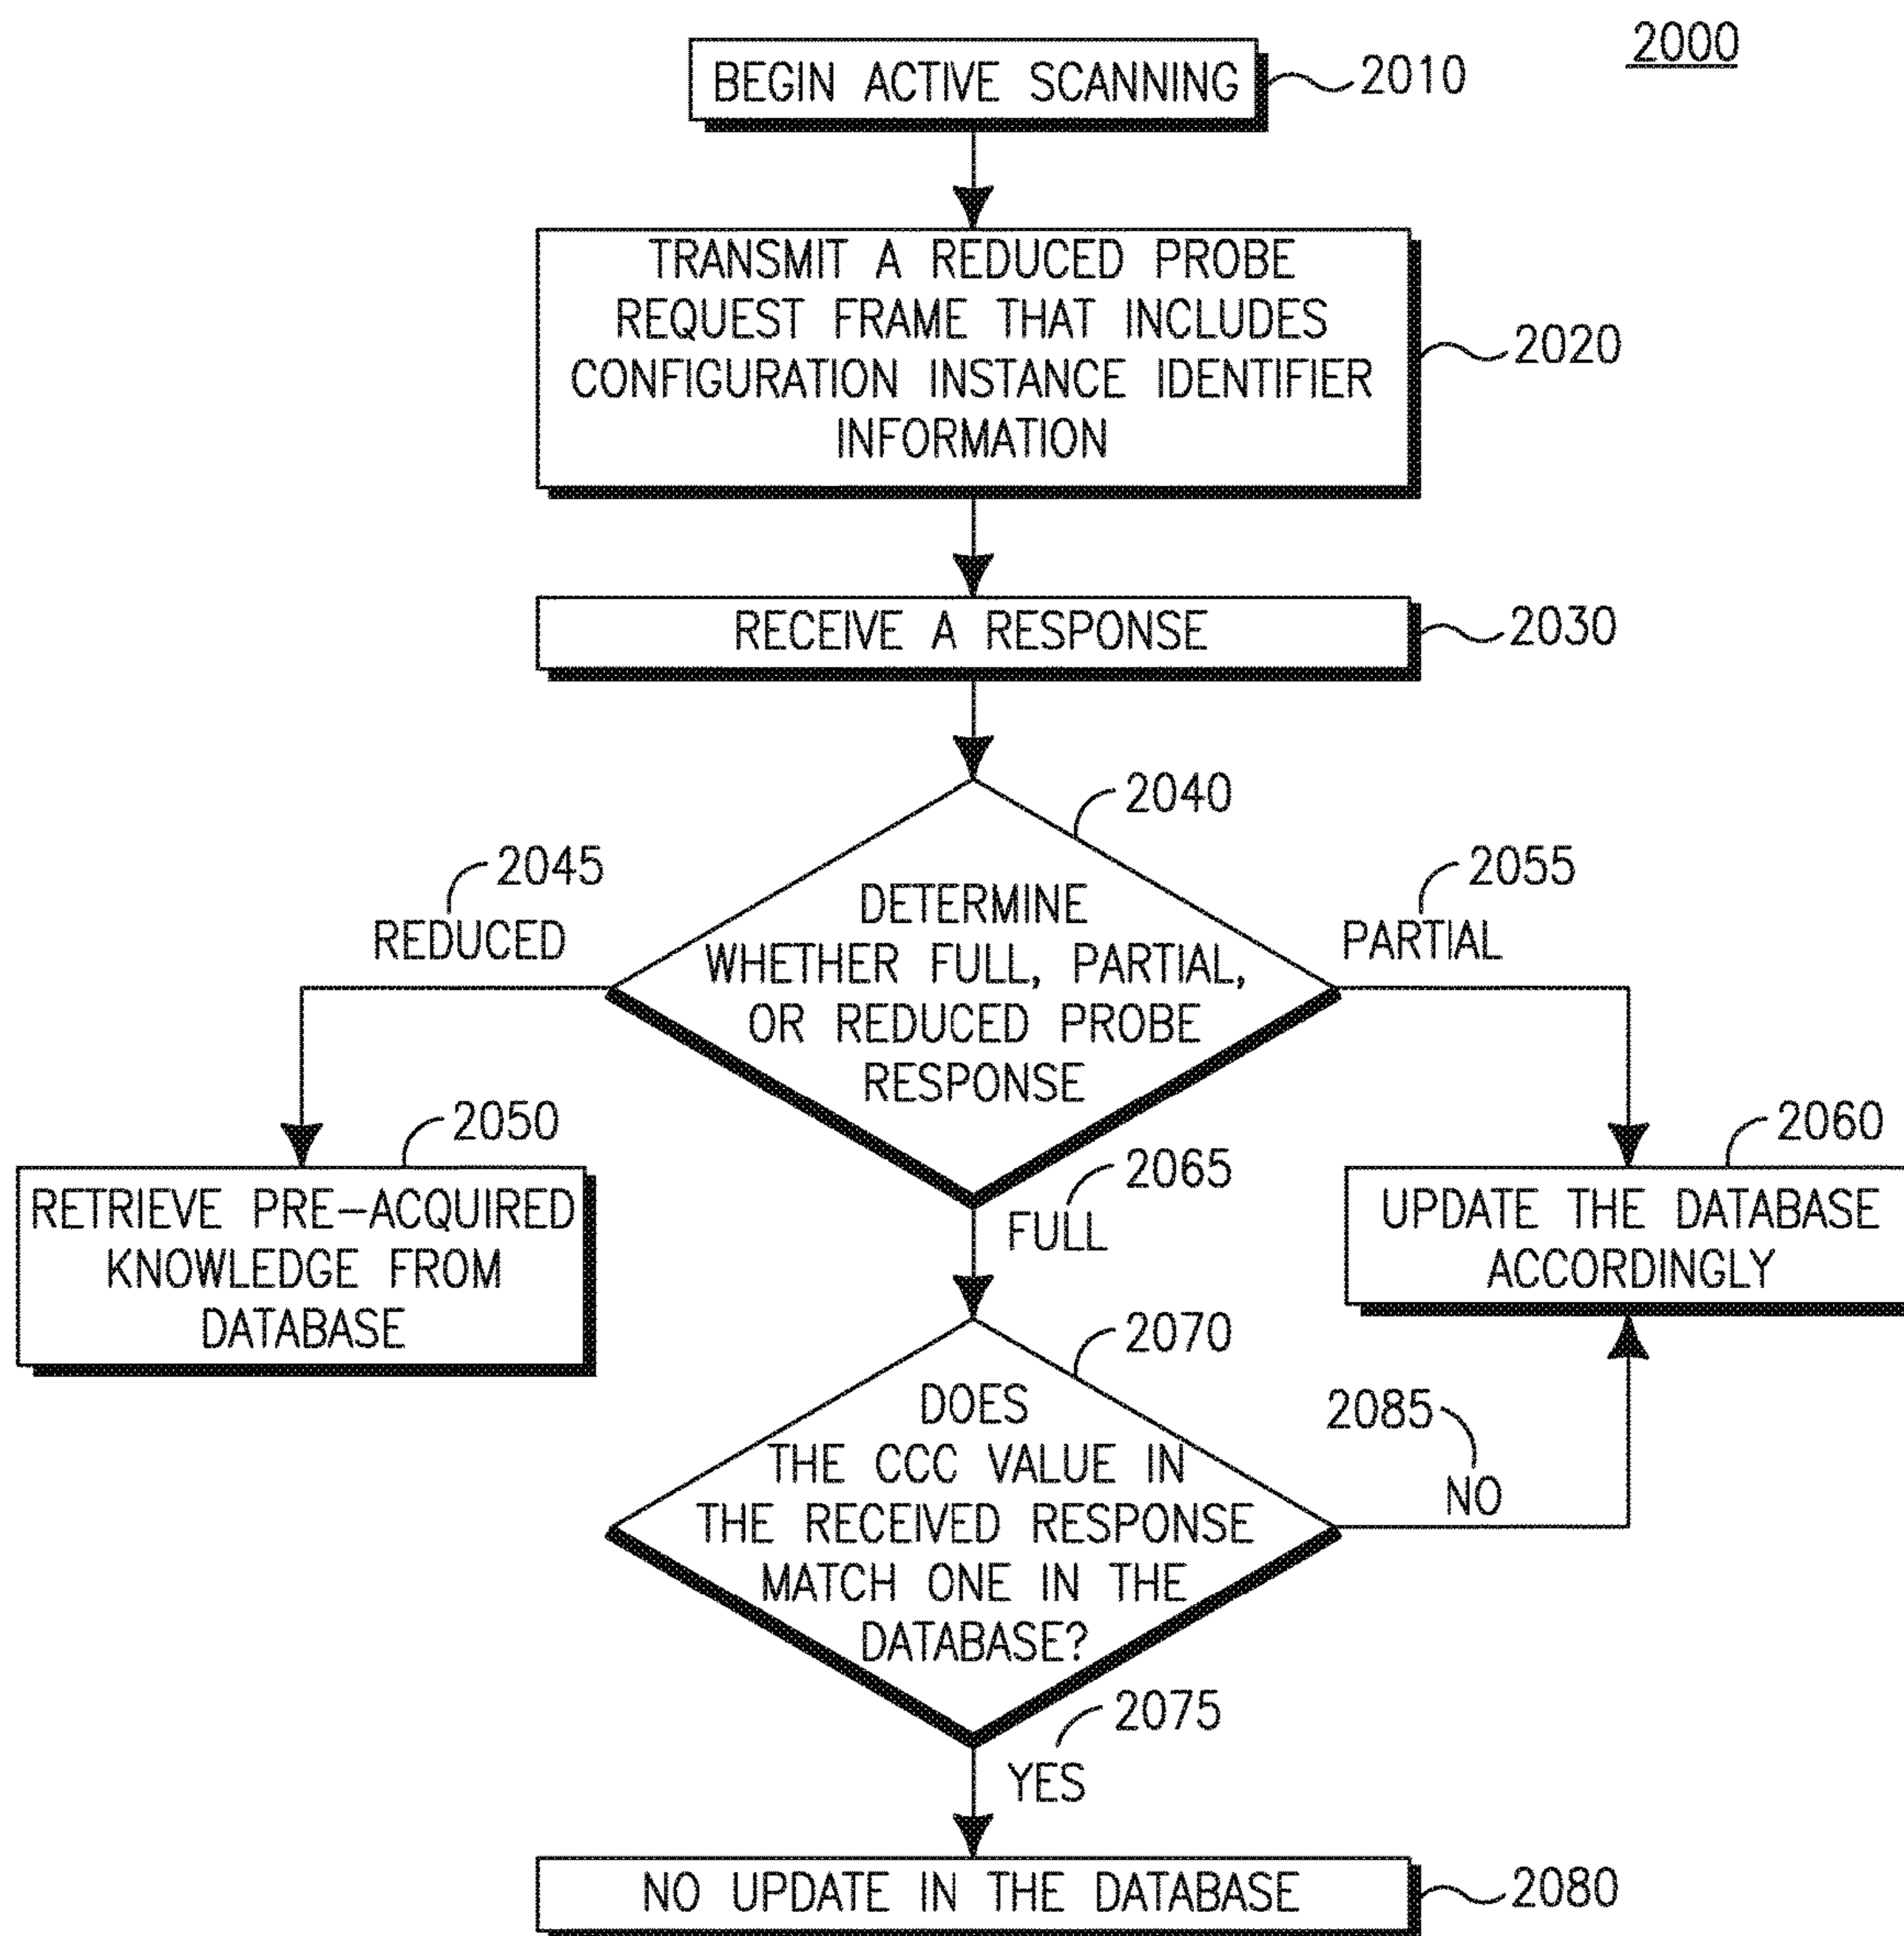 2000
BEGIN ACTIVE SCANNING
2010
TRANSMIT A REDUCED PROBE
REQUEST FRAME THAT INCLUDES
CONFIGURATION INSTANCE IDENTIFIER
INFORMATION
2020
RECEIVE A RESPONSE
2030
2040
DETERMINE
WHETHER FULL, PARTIAL,
OR REDUCED PROBE
RESPONSE
2045
REDUCED
2055
PARTIAL
2050
RETRIEVE PRE-ACQUIRED
KNOWLEDGE FROM
DATABASE
2065
FULL
2060
UPDATE THE DATABASE
ACCORDINGLY
2070
DOES
THE CCC VALUE IN
THE RECEIVED RESPONSE
MATCH ONE IN THE
DATABASE?
2085
NO
2075
YES
NO UPDATE IN THE DATABASE
2080